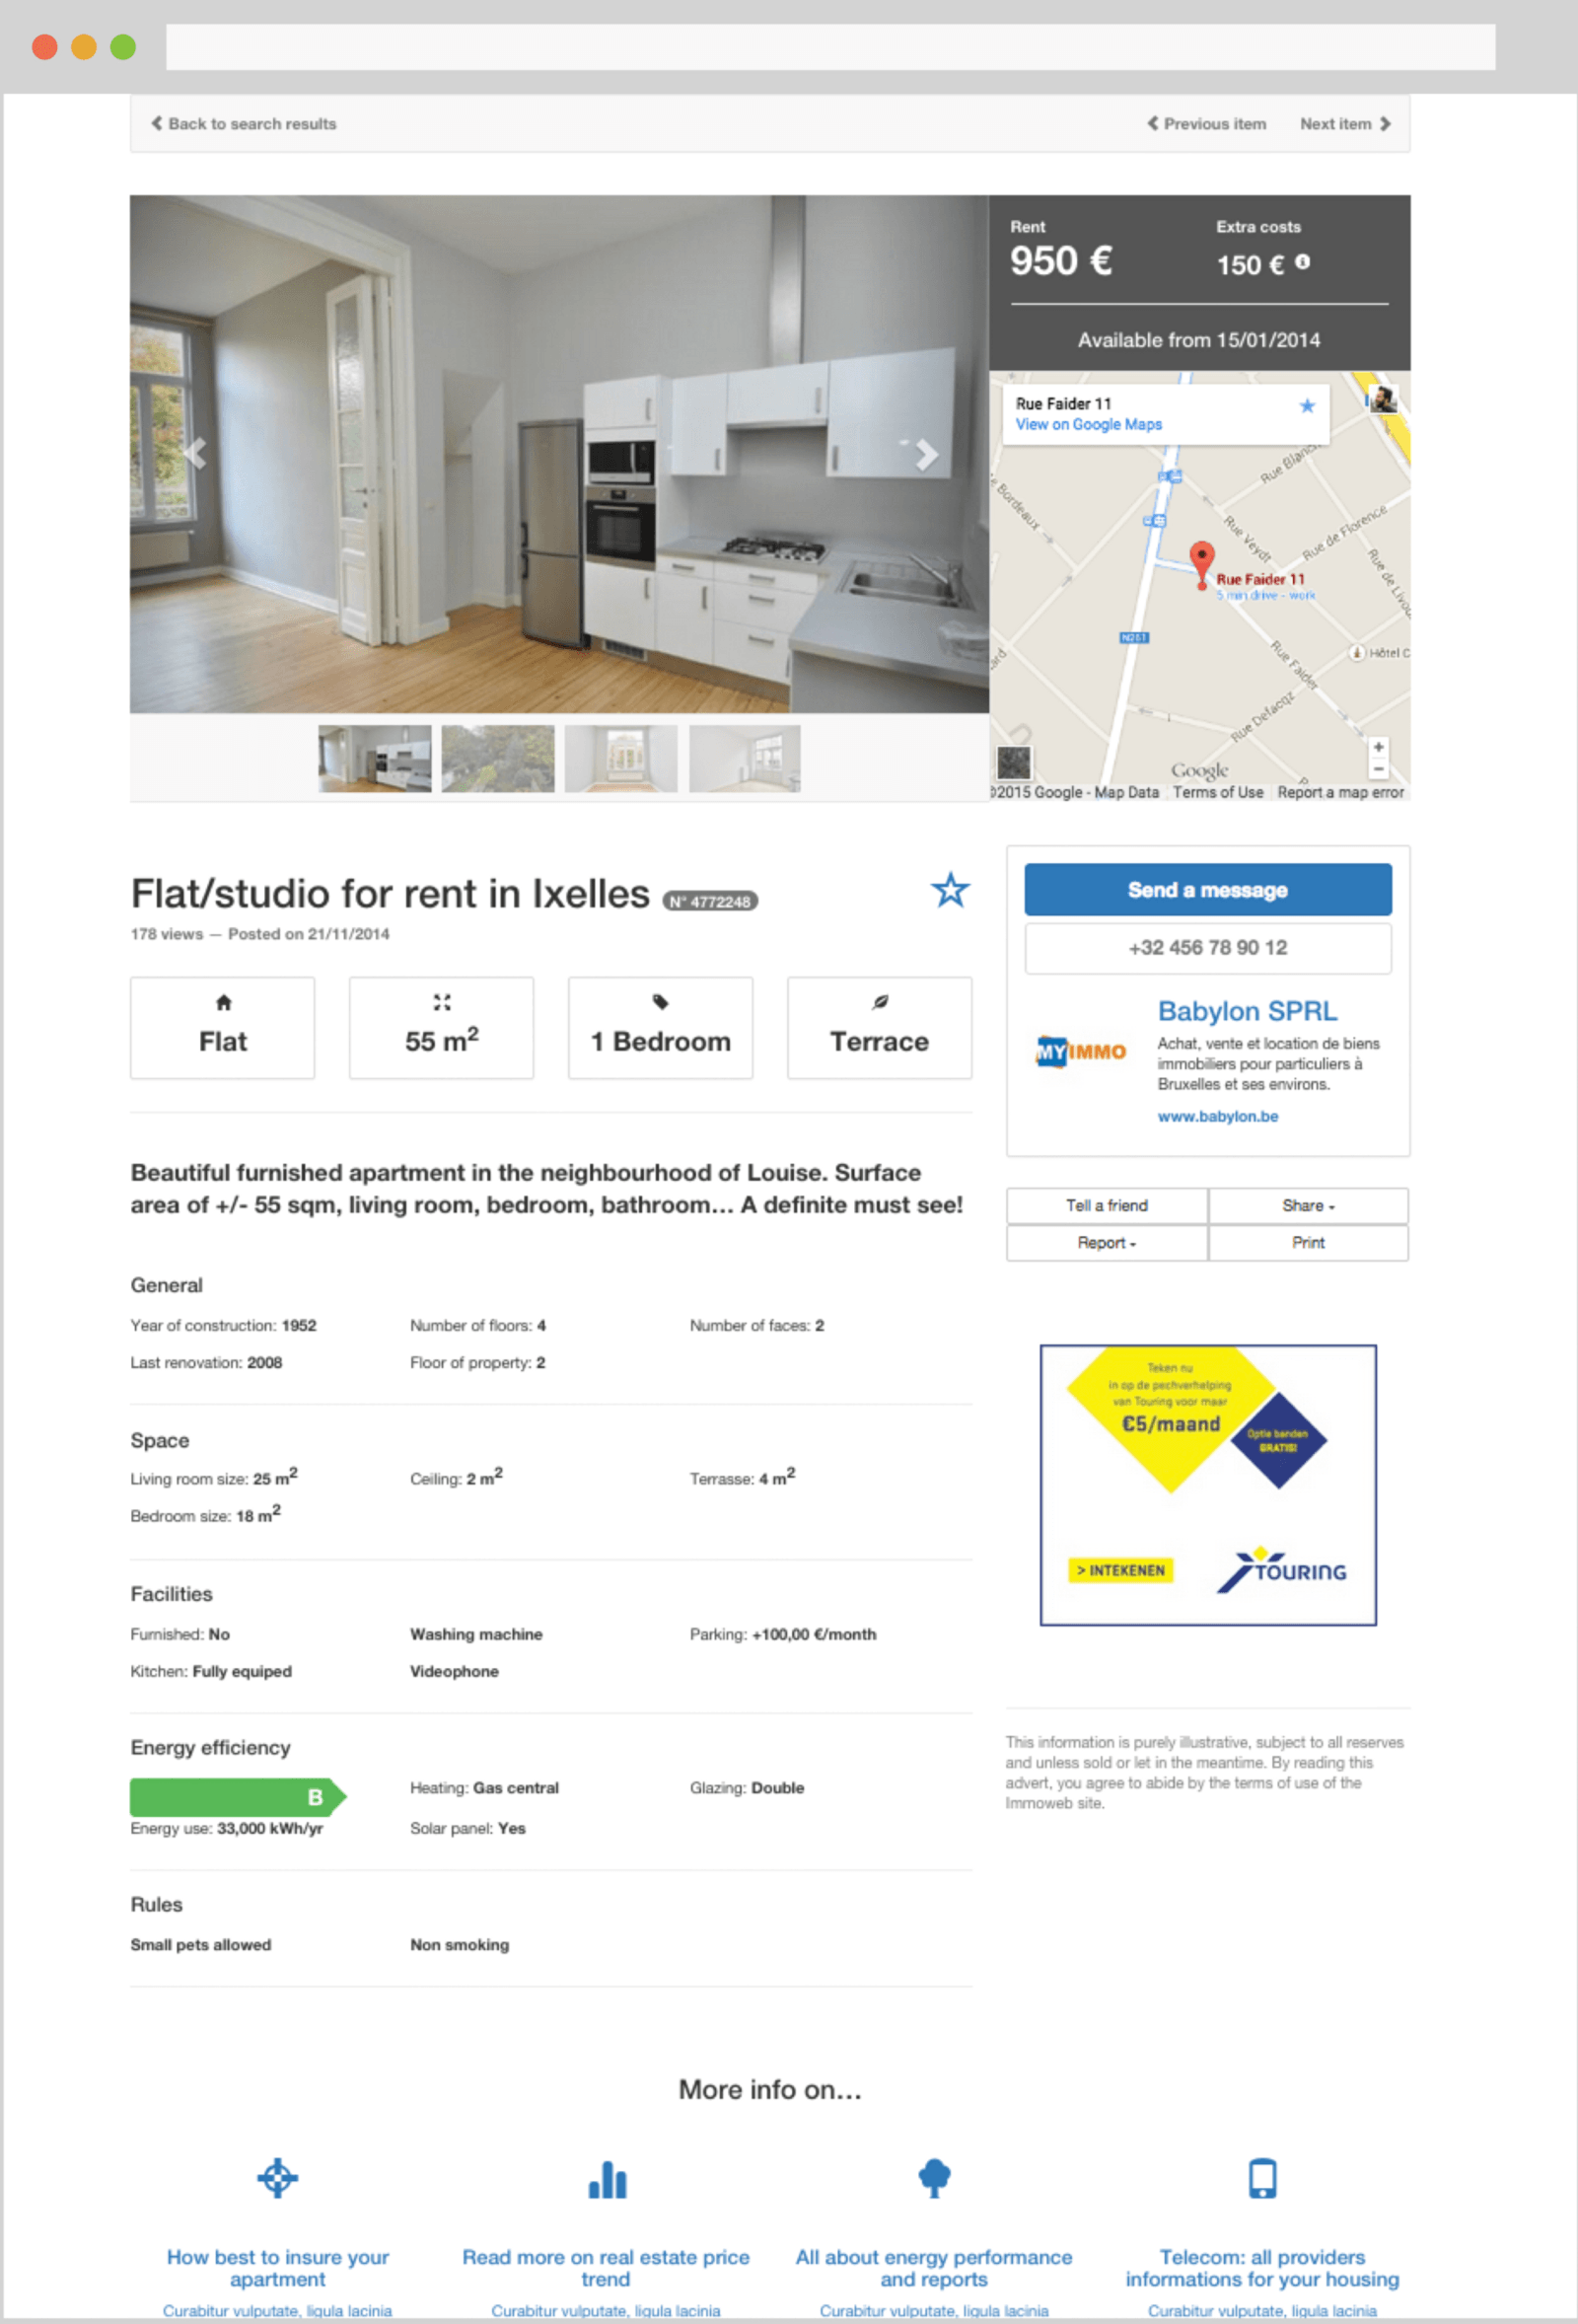 Back to search results
Previous item Next item
Rent Extra costs
950 € 150 €
Available from 15/01/2014
Rue Faider 11
View on Google Maps
Rue Blanc
Bordeaux
Rue Veydt
Rue de Florence
Rue de Livou
Rue Faider 11
5 min drive - work
N251
Rue Faider
Hôtel C
ard
Rue Defacqz
Google
©2015 Google - Map Data Terms of Use Report a map error
Flat/studio for rent in Ixelles N° 4772248
178 views — Posted on 21/11/2014
Flat 55 m² 1 Bedroom Terrace
Send a message
+32 456 78 90 12
Babylon SPRL
MYIMMO
Achat, vente et location de biens
immobiliers pour particuliers à
Bruxelles et ses environs.
www.babylon.be
Beautiful furnished apartment in the neighbourhood of Louise. Surface
area of +/- 55 sqm, living room, bedroom, bathroom... A definite must see!
Tell a friend Share
Report Print
General
Year of construction: 1952 Number of floors: 4 Number of faces: 2
Last renovation: 2008 Floor of property: 2
Space
Living room size: 25 m² Ceiling: 2 m² Terrasse: 4 m²
Bedroom size: 18 m²
Facilities
Furnished: No Washing machine Parking: +100,00 €/month
Kitchen: Fully equiped Videophone
Energy efficiency
B
Heating: Gas central Glazing: Double
Energy use: 33,000 kWh/yr Solar panel: Yes
Rules
Small pets allowed Non smoking
Teken nu
in op de pechverhelping
van Touring voor maar
€5/maand
Optie banden
GRATIS!
> INTEKENEN
TOURING
This information is purely illustrative, subject to all reserves
and unless sold or let in the meantime. By reading this
advert, you agree to abide by the terms of use of the
Immoweb site.
More info on...
How best to insure your
apartment
Curabitur vulputate, ligula lacinia
Read more on real estate price
trend
Curabitur vulputate, ligula lacinia
All about energy performance
and reports
Curabitur vulputate, ligula lacinia
Telecom: all providers
informations for your housing
Curabitur vulputate, ligula lacinia